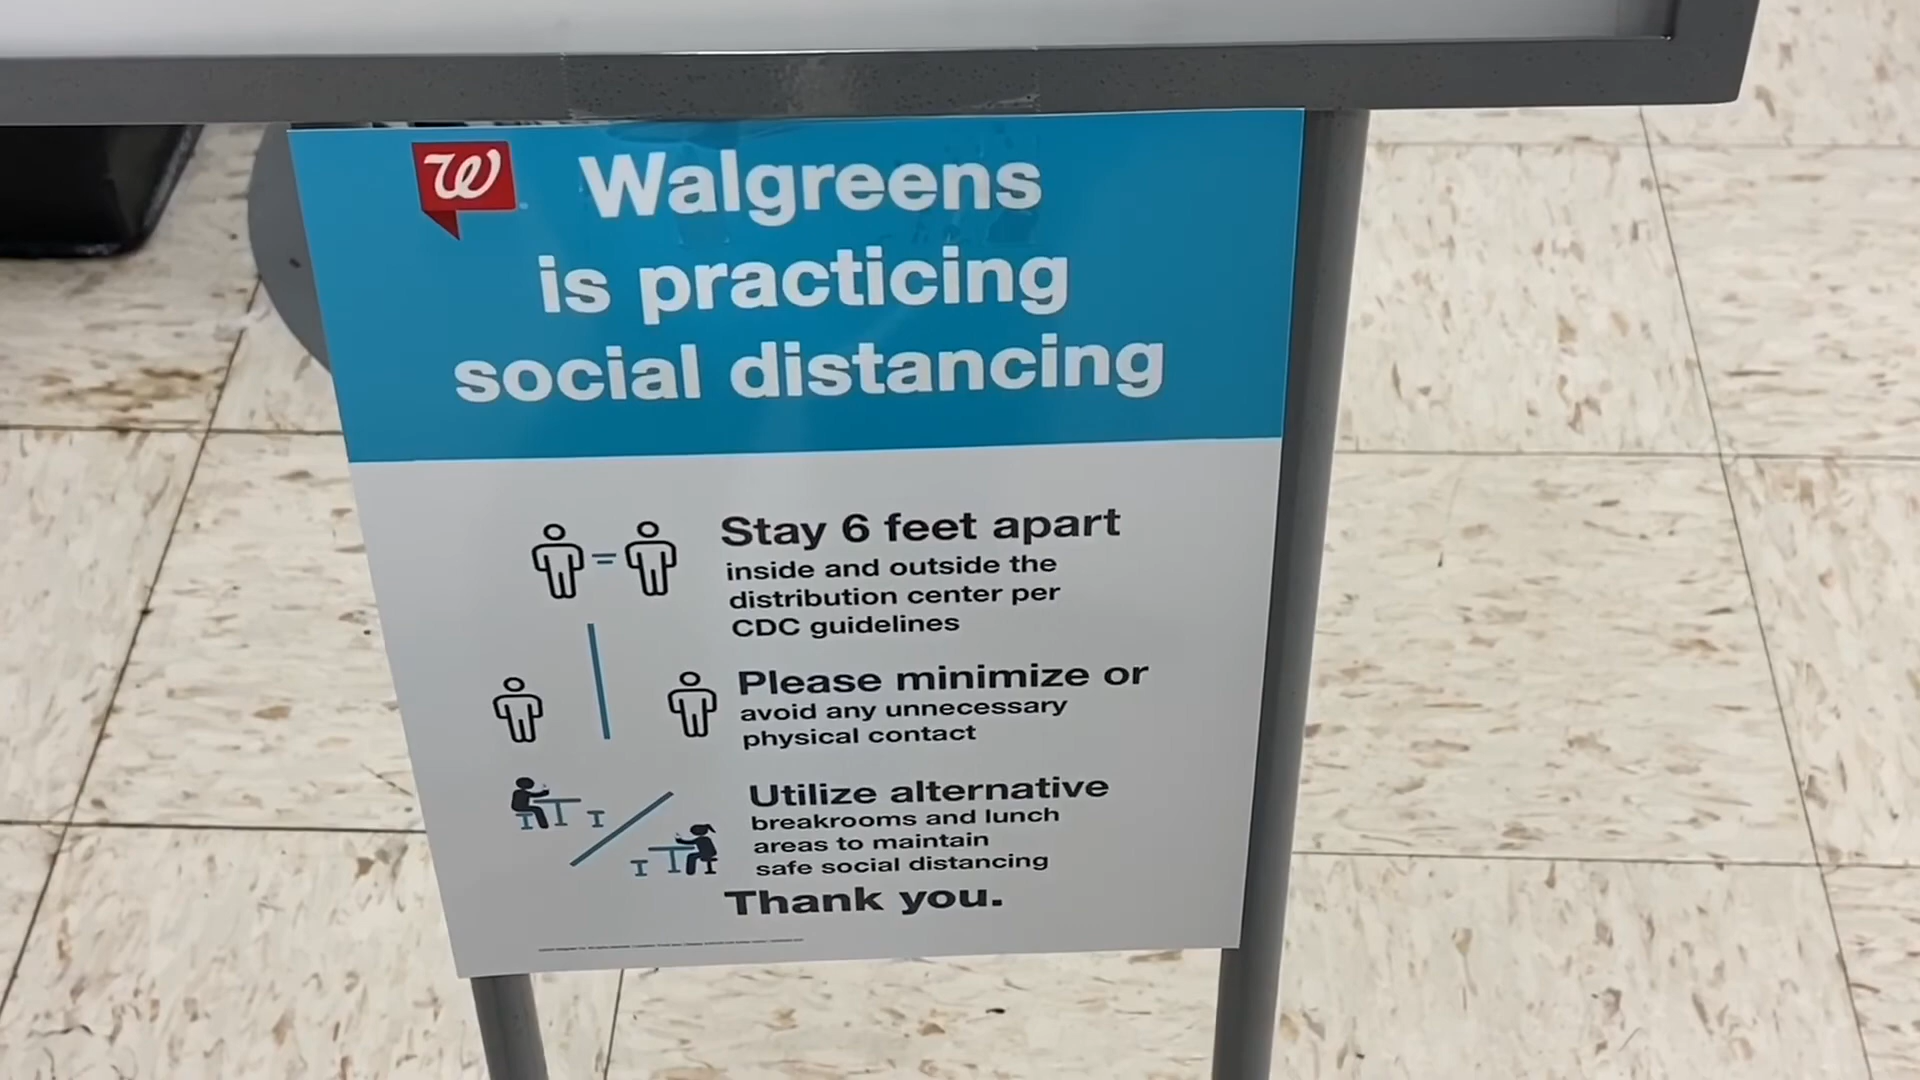 W Walgreens
is practicing
social distancing
Stay 6 feet apart
inside and outside the
distribution center per
CDC guidelines
Please minimize or
avoid any unnecessary
physical contact
Utilize alternative
breakrooms and lunch
areas to maintain
safe social distancing
Thank you.